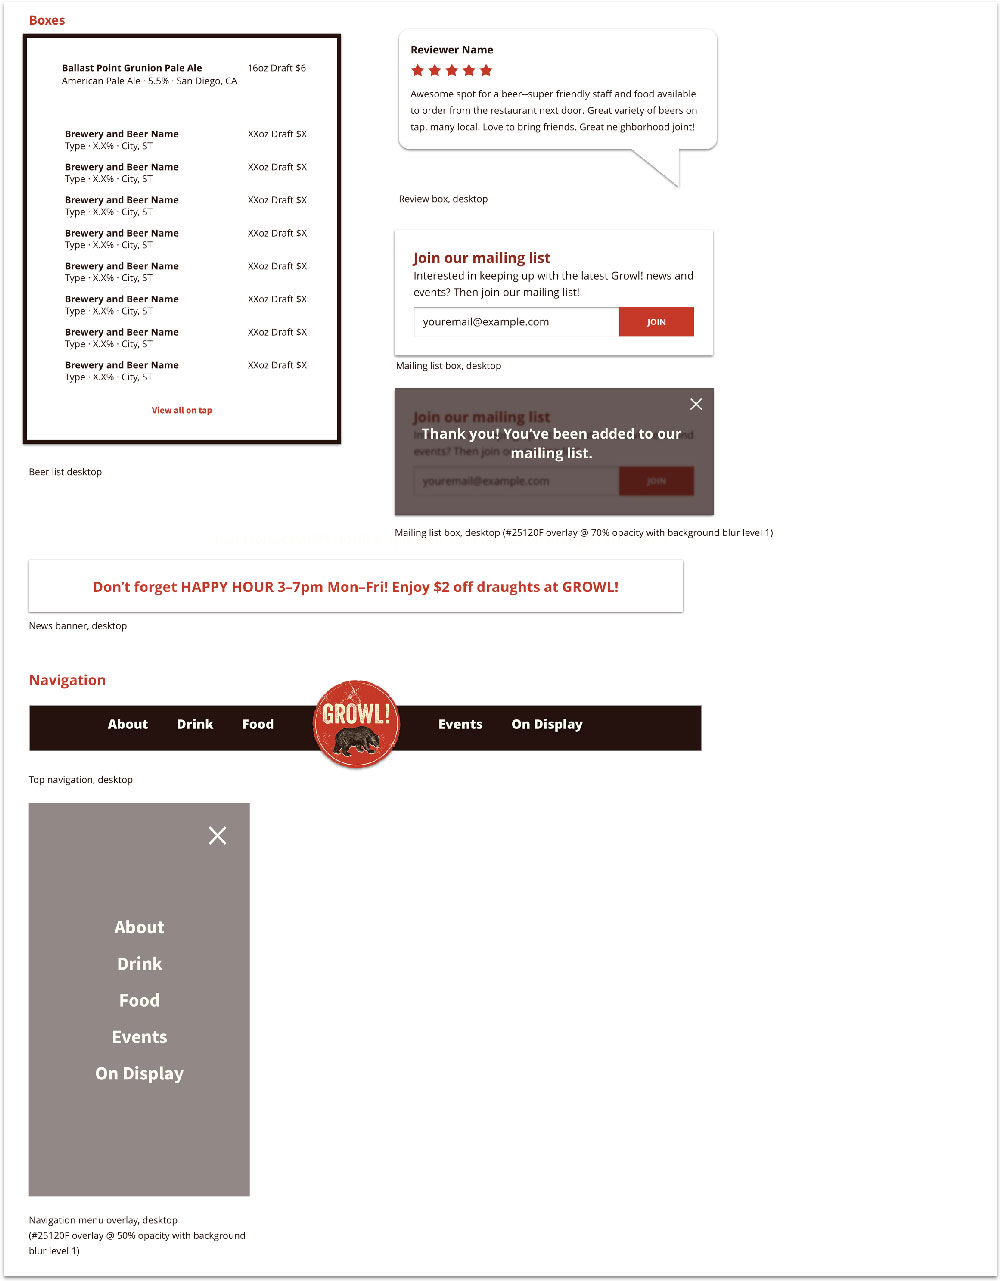 Boxes
Ballast Point Grunion Pale Ale 16oz Draft $6
American Pale Ale · 5.5% · San Diego, CA
Brewery and Beer Name XXoz Draft $X
Type · X.X% · City, ST
Brewery and Beer Name XXoz Draft $X
Type · X.X% · City, ST
Brewery and Beer Name XXoz Draft $X
Type · X.X% · City, ST
Brewery and Beer Name XXoz Draft $X
Type · X.X% · City, ST
Brewery and Beer Name XXoz Draft $X
Type · X.X% · City, ST
Brewery and Beer Name XXoz Draft $X
Type · X.X% · City, ST
Brewery and Beer Name XXoz Draft $X
Type · X.X% · City, ST
Brewery and Beer Name XXoz Draft $X
Type · X.X% · City, ST
View all on tap
Beer list desktop
Reviewer Name
Awesome spot for a beer--super friendly staff and food available
to order from the restaurant next door. Great variety of beers on
tap, many local. Love to bring friends. Great neighborhood joint!
Review box, desktop
Join our mailing list
Interested in keeping up with the latest Growl! news and
events? Then join our mailing list!
youremail@example.com JOIN
Mailing list box, desktop
Join our mailing list
Thank you! You've been added to our
mailing list.
events? Then join
youremail@example.com JOIN
Mailing list box, desktop (#25120F overlay @ 70% opacity with background blur level 1)
Don't forget HAPPY HOUR 3–7pm Mon–Fri! Enjoy $2 off draughts at GROWL!
News banner, desktop
Navigation
About Drink Food GROWL! Events On Display
Top navigation, desktop
About
Drink
Food
Events
On Display
Navigation menu overlay, desktop
(#25120F overlay @ 50% opacity with background
blur level 1)